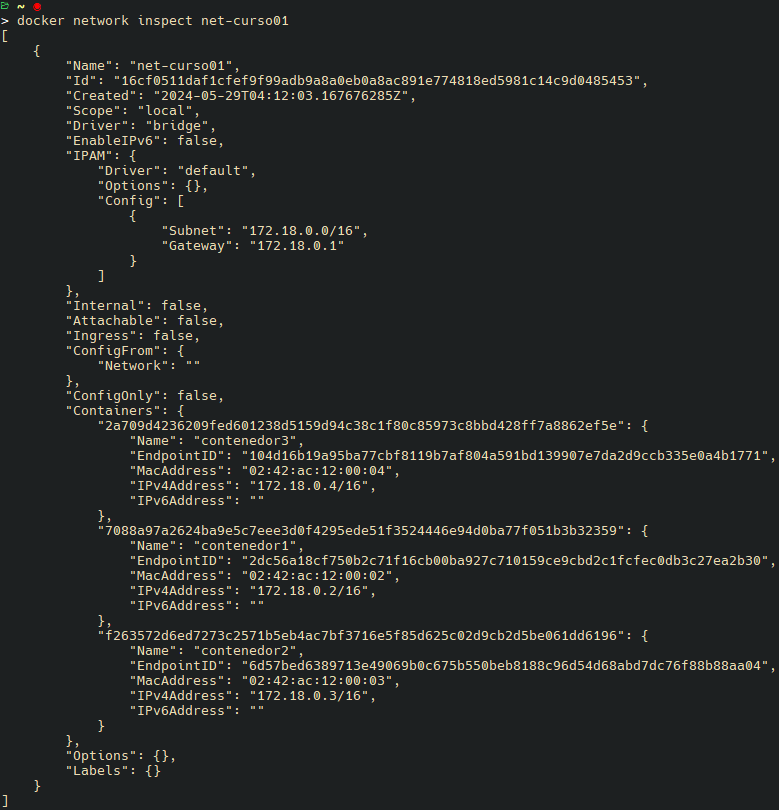 ~
> docker network inspect net-curso01
[
    {
        "Name": "net-curso01",
        "Id": "16cf0511daf1cfef9f99adb9a8a0eb0a8ac891e774818ed5981c14c9d0485453",
        "Created": "2024-05-29T04:12:03.167676285Z",
        "Scope": "local",
        "Driver": "bridge",
        "EnableIPv6": false,
        "IPAM": {
            "Driver": "default",
            "Options": {},
            "Config": [
                {
                    "Subnet": "172.18.0.0/16",
                    "Gateway": "172.18.0.1"
                }
            ]
        },
        "Internal": false,
        "Attachable": false,
        "Ingress": false,
        "ConfigFrom": {
            "Network": ""
        },
        "ConfigOnly": false,
        "Containers": {
            "2a709d4236209fed601238d5159d94c38c1f80c85973c8bbd428ff7a8862ef5e": {
                "Name": "contenedor3",
                "EndpointID": "104d16b19a95ba77cbf8119b7af804a591bd139907e7da2d9ccb335e0a4b1771",
                "MacAddress": "02:42:ac:12:00:04",
                "IPv4Address": "172.18.0.4/16",
                "IPv6Address": ""
            },
            "7088a97a2624ba9e5c7eee3d0f4295ede51f3524446e94d0ba77f051b3b32359": {
                "Name": "contenedor1",
                "EndpointID": "2dc56a18cf750b2c71f16cb00ba927c710159ce9cbd2c1fcfec0db3c27ea2b30",
                "MacAddress": "02:42:ac:12:00:02",
                "IPv4Address": "172.18.0.2/16",
                "IPv6Address": ""
            },
            "f263572d6ed7273c2571b5eb4ac7bf3716e5f85d625c02d9cb2d5be061dd6196": {
                "Name": "contenedor2",
                "EndpointID": "6d57bed6389713e49069b0c675b550beb8188c96d54d68abd7dc76f88b88aa04",
                "MacAddress": "02:42:ac:12:00:03",
                "IPv4Address": "172.18.0.3/16",
                "IPv6Address": ""
            }
        },
        "Options": {},
        "Labels": {}
    }
]